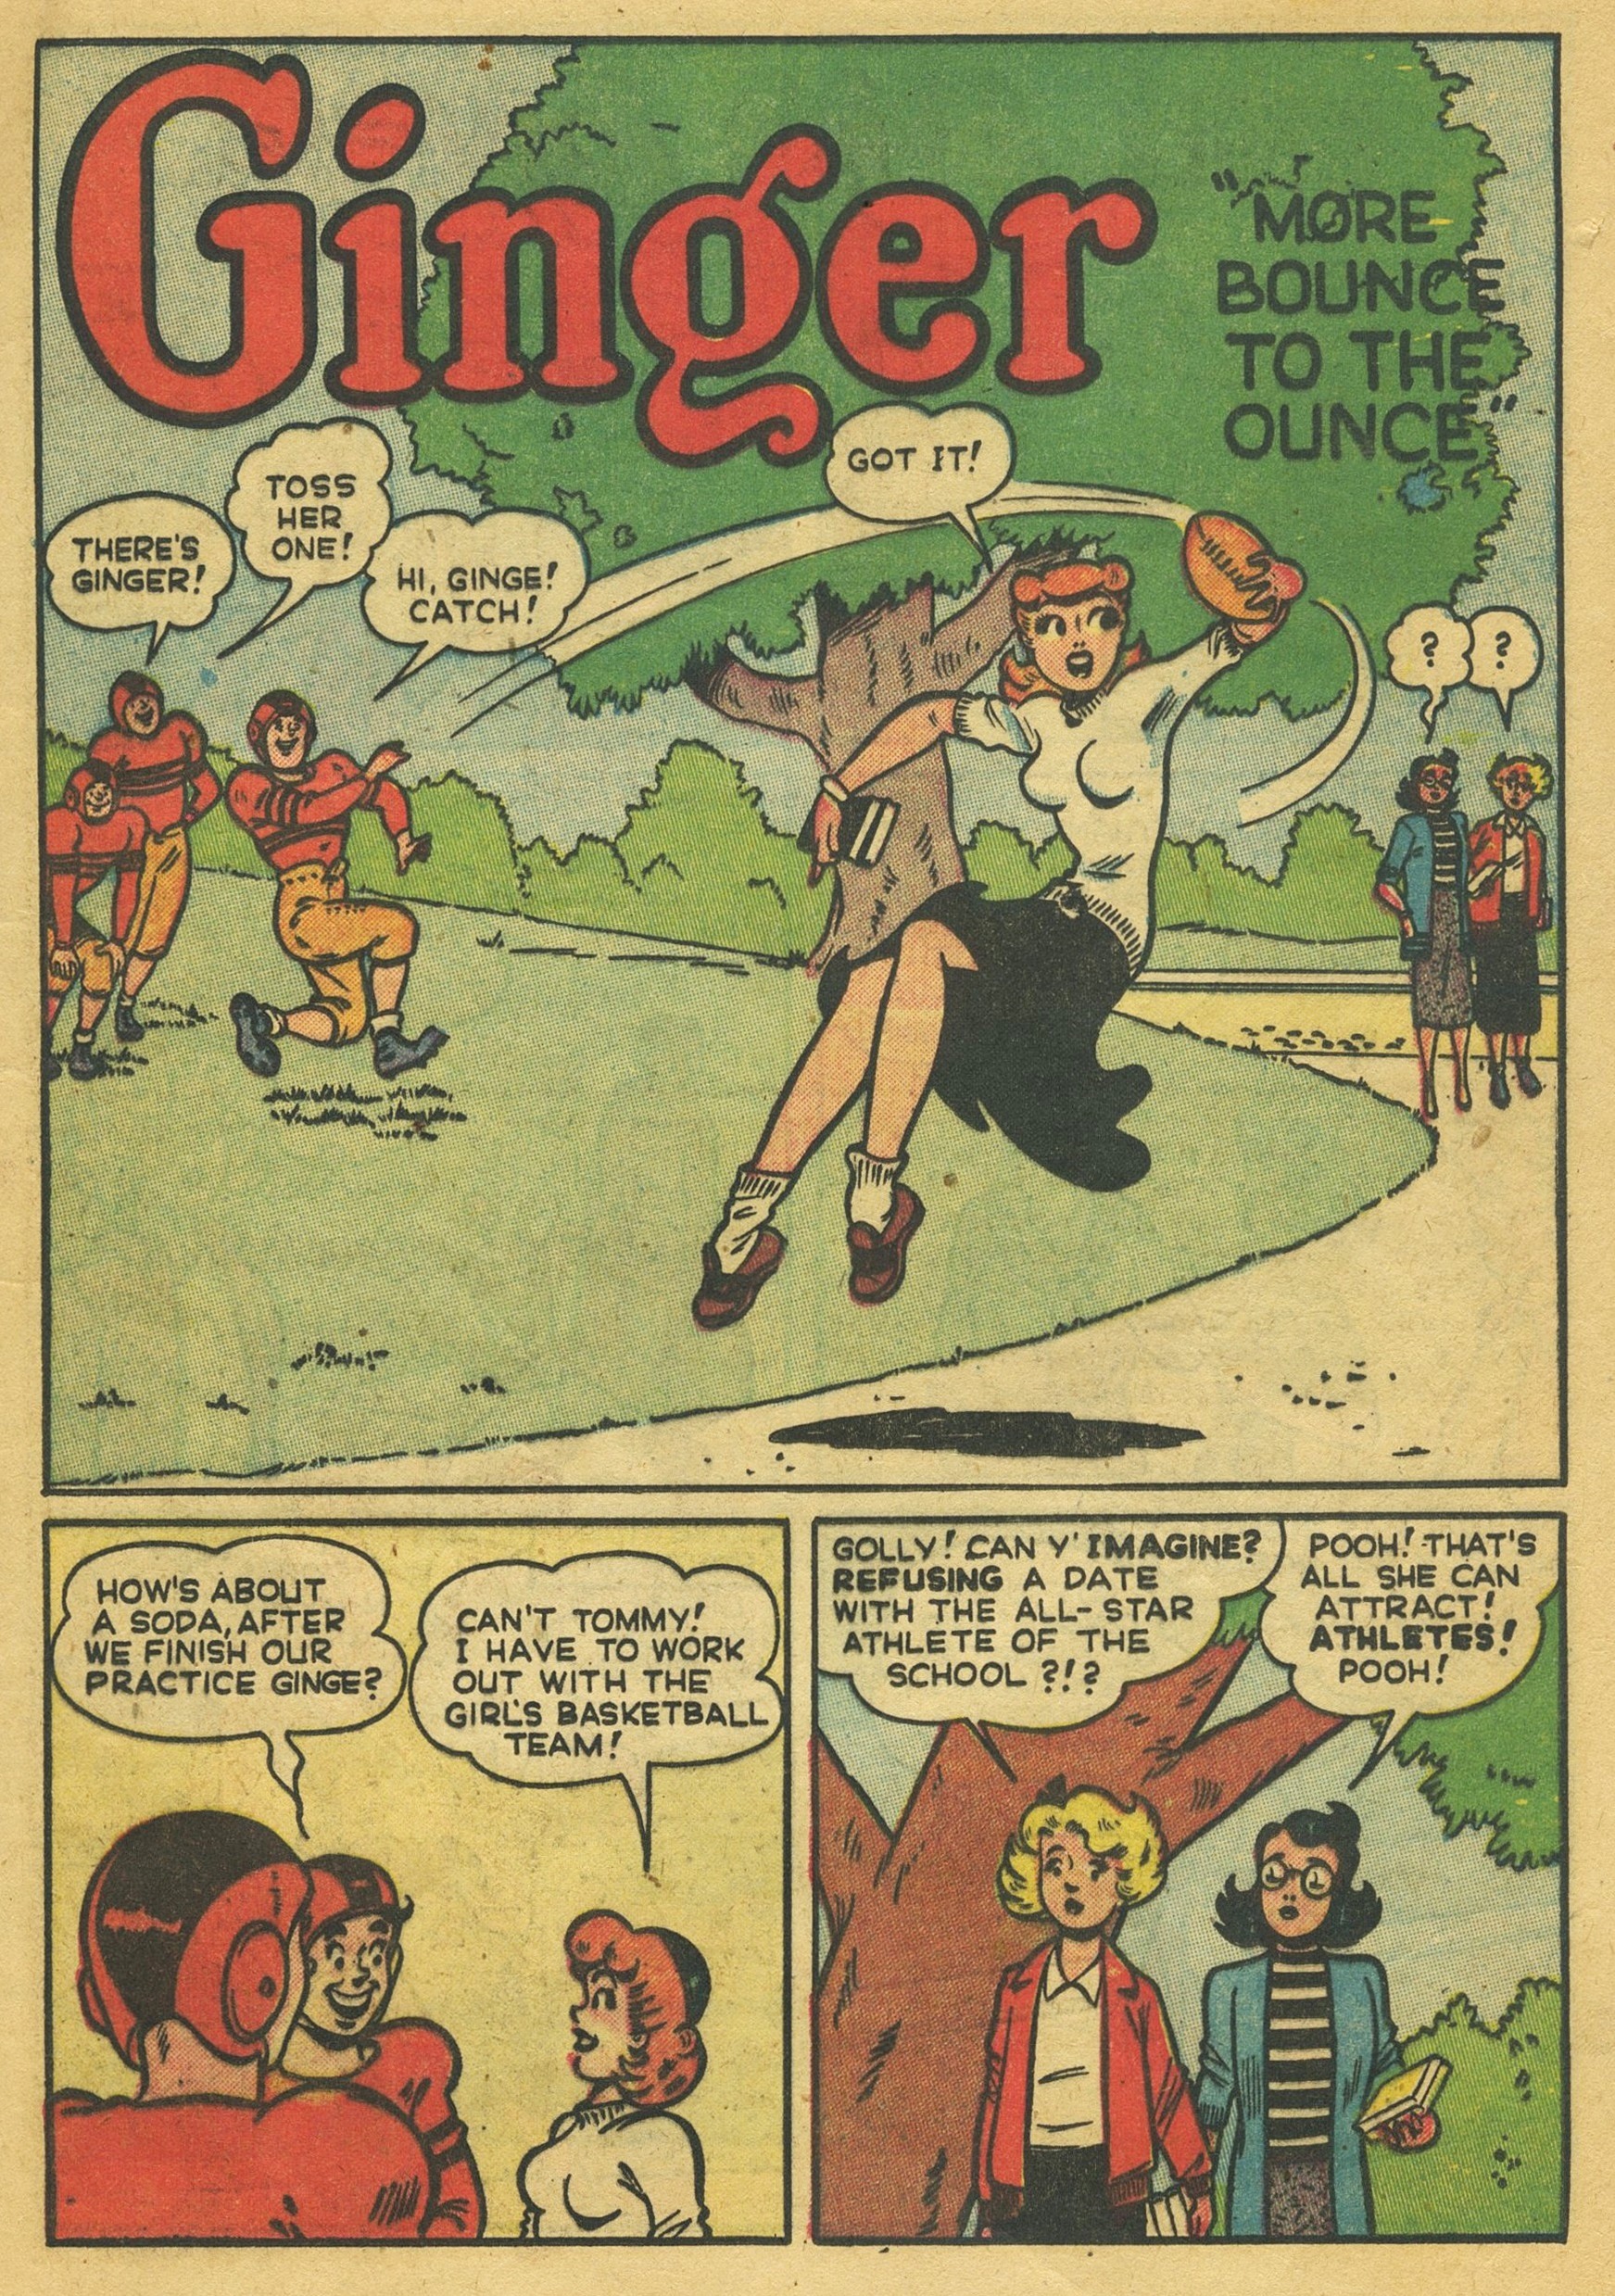 Ginger
"MORE
BOUNCE
TO THE
OUNCE"
THERE'S
GINGER!
TOSS
HER
ONE!
HI, GINGE!
CATCH!
GOT IT!
?
?
HOW'S ABOUT
A SODA, AFTER
WE FINISH OUR
PRACTICE GINGE?
CAN'T TOMMY!
I HAVE TO WORK
OUT WITH THE
GIRL'S BASKETBALL
TEAM!
GOLLY! CAN Y' IMAGINE?
REFUSING A DATE
WITH THE ALL-STAR
ATHLETE OF THE
SCHOOL ?!?
POOH! THAT'S
ALL SHE CAN
ATTRACT!
ATHLETES!
POOH!